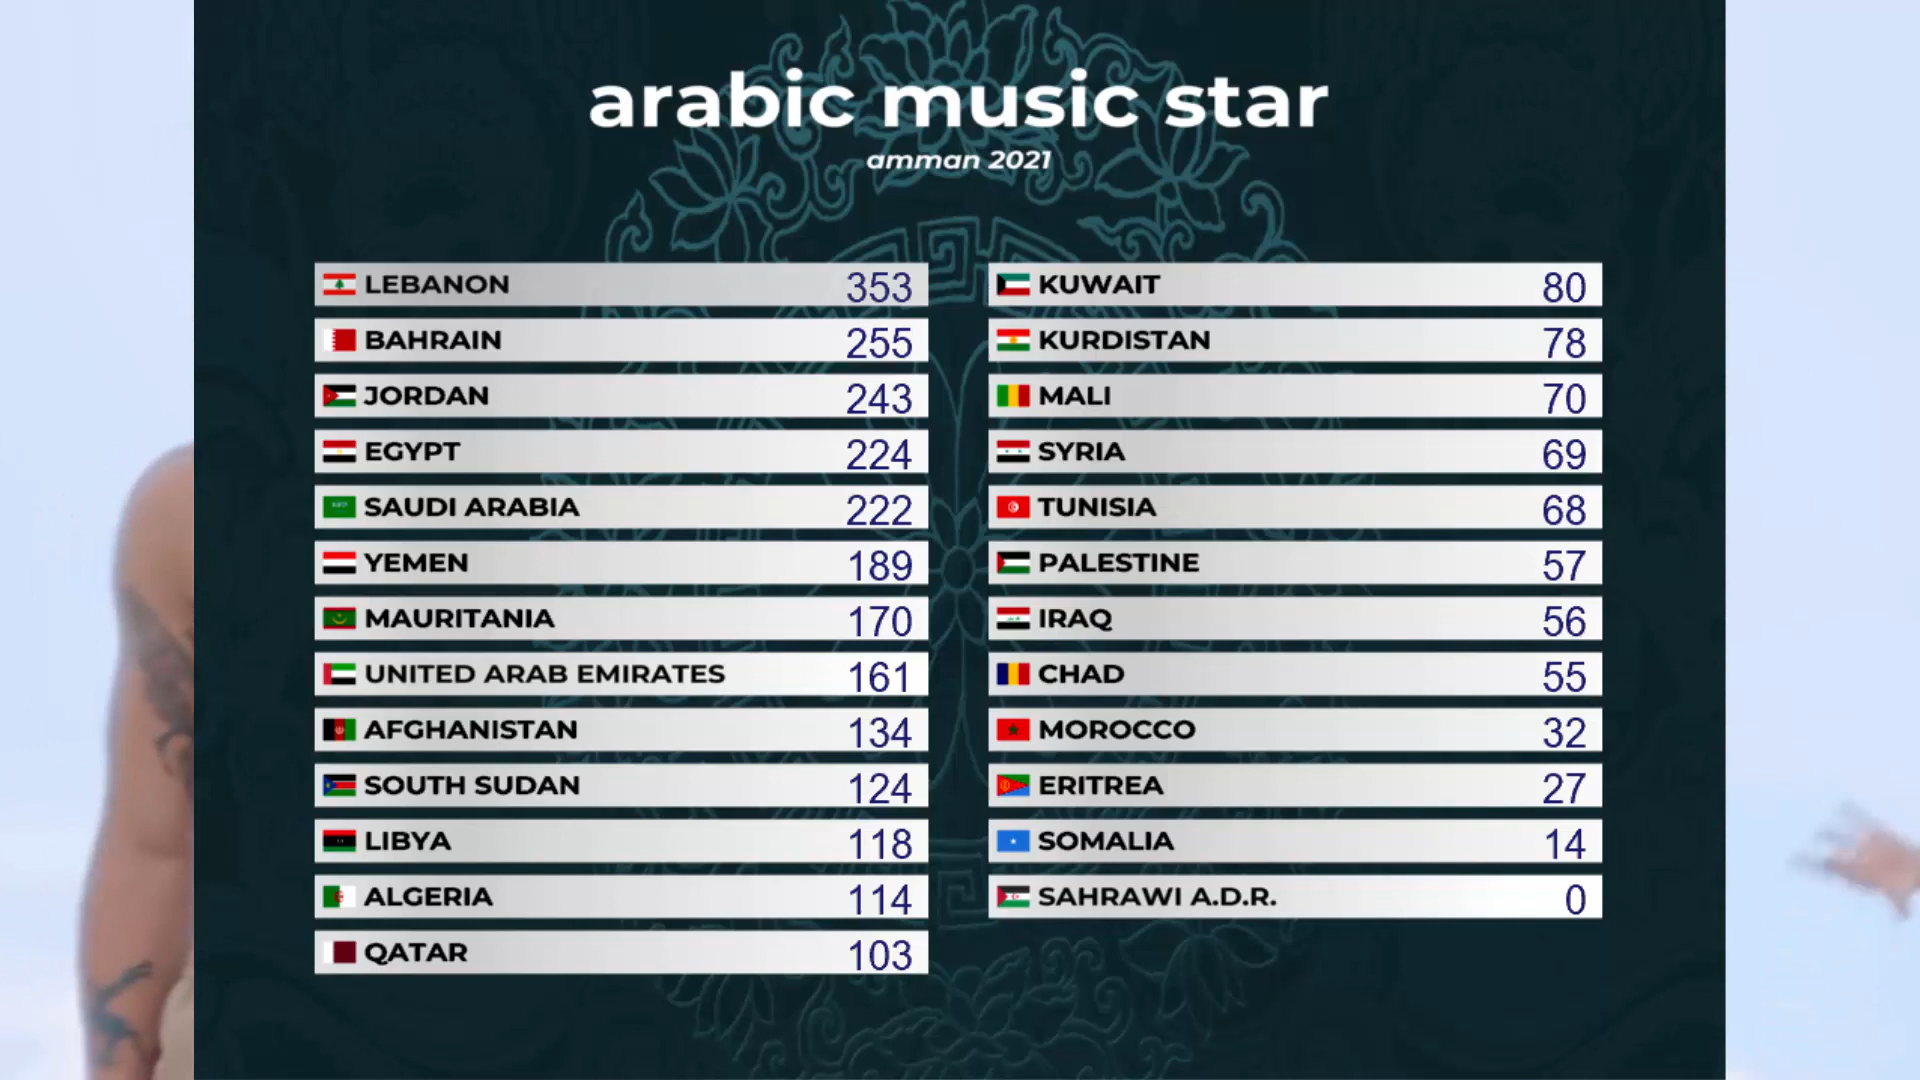 arabic music star
amman 2021
LEBANON 353
BAHRAIN 255
JORDAN 243
EGYPT 224
SAUDI ARABIA 222
YEMEN 189
MAURITANIA 170
UNITED ARAB EMIRATES 161
AFGHANISTAN 134
SOUTH SUDAN 124
LIBYA 118
ALGERIA 114
QATAR 103
KUWAIT 80
KURDISTAN 78
MALI 70
SYRIA 69
TUNISIA 68
PALESTINE 57
IRAQ 56
CHAD 55
MOROCCO 32
ERITREA 27
SOMALIA 14
SAHRAWI A.D.R. 0